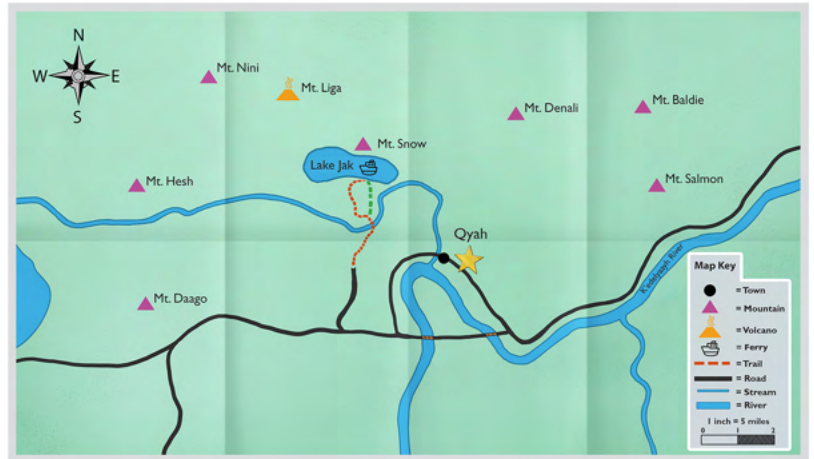 N
W E
S
Mt. Nini
Mt. Liga
Mt. Denali
Mt. Baldie
Mt. Snow
Lake Jak
Mt. Hesh
Mt. Salmon
Qyah
Mt. Daago
Map Key
= Town
= Mountain
= Volcano
= Ferry
= Trail
= Road
= Stream
= River
1 inch = 5 miles
0 1 2